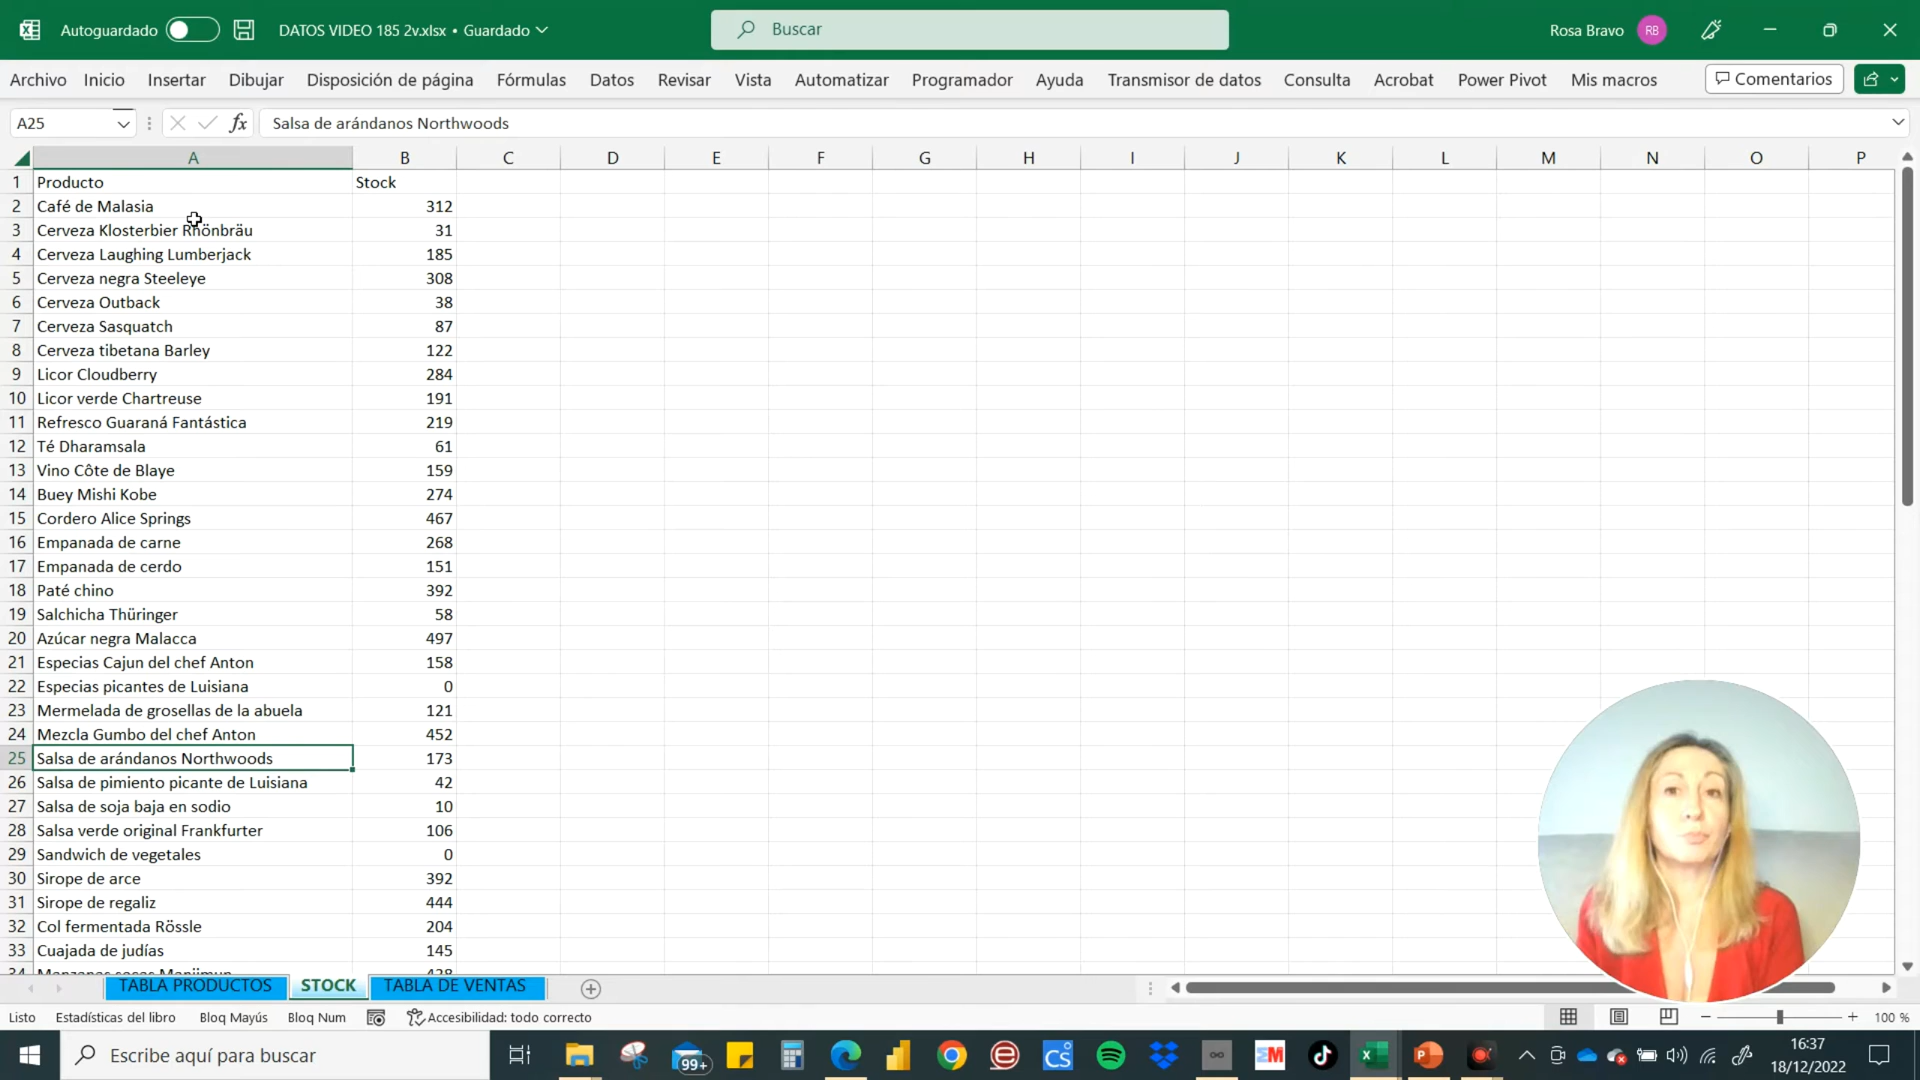 Autoguardado DATOS VIDEO 185 2v.xlsx • Guardado Buscar Rosa Bravo RB
Archivo Inicio Insertar Dibujar Disposición de página Fórmulas Datos Revisar Vista Automatizar Programador Ayuda Transmisor de datos Consulta Acrobat Power Pivot Mis macros Comentarios
A25 fx Salsa de arándanos Northwoods
A B C D E F G H I J K L M N O P
1 Producto Stock
2 Café de Malasia 312
3 Cerveza Klosterbier Rhönbräu 31
4 Cerveza Laughing Lumberjack 185
5 Cerveza negra Steeleye 308
6 Cerveza Outback 38
7 Cerveza Sasquatch 87
8 Cerveza tibetana Barley 122
9 Licor Cloudberry 284
10 Licor verde Chartreuse 191
11 Refresco Guaraná Fantástica 219
12 Té Dharamsala 61
13 Vino Côte de Blaye 159
14 Buey Mishi Kobe 274
15 Cordero Alice Springs 467
16 Empanada de carne 268
17 Empanada de cerdo 151
18 Paté chino 392
19 Salchicha Thüringer 58
20 Azúcar negra Malacca 497
21 Especias Cajun del chef Anton 158
22 Especias picantes de Luisiana 0
23 Mermelada de grosellas de la abuela 121
24 Mezcla Gumbo del chef Anton 452
25 Salsa de arándanos Northwoods 173
26 Salsa de pimiento picante de Luisiana 42
27 Salsa de soja baja en sodio 10
28 Salsa verde original Frankfurter 106
29 Sandwich de vegetales 0
30 Sirope de arce 392
31 Sirope de regaliz 444
32 Col fermentada Rössle 204
33 Cuajada de judías 145
TABLA PRODUCTOS STOCK TABLA DE VENTAS
Listo Estadísticas del libro Bloq Mayús Bloq Num Accesibilidad: todo correcto 100 %
Escribe aquí para buscar 99+ CS 16:37
18/12/2022